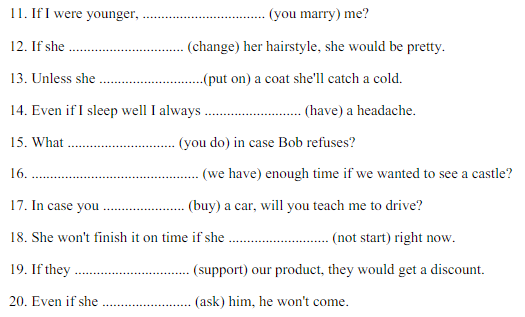 11. If I were younger, ................................. (you marry) me?
12. If she ............................... (change) her hairstyle, she would be pretty.
13. Unless she ............................(put on) a coat she'll catch a cold.
14. Even if I sleep well I always .......................... (have) a headache.
15. What ............................. (you do) in case Bob refuses?
16. ............................................. (we have) enough time if we wanted to see a castle?
17. In case you ...................... (buy) a car, will you teach me to drive?
18. She won't finish it on time if she ........................... (not start) right now.
19. If they ............................... (support) our product, they would get a discount.
20. Even if she ........................ (ask) him, he won't come.